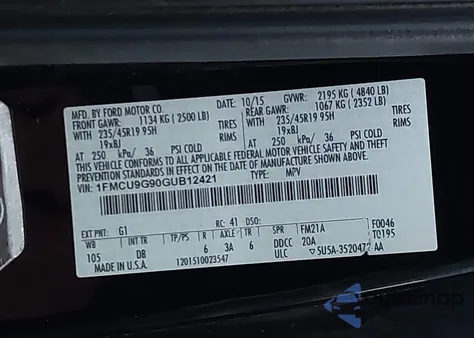 MFD. BY FORD MOTOR CO.
10/15 GVWR: 2195 KG ( 4840 LB)
FRONT GAWR: 1134 KG ( 2500 LB) REAR GAWR: 1067 KG ( 2352 LB)
WITH TIRES WITH TIRES
235/45R19 95H 235/45R19 95H
19x8J RIMS 19x8J RIMS
AT 250 kPa/ 36 PSI COLD AT 250 kPa/ 36 PSI COLD
THIS VEHICLE CONFORMS TO ALL APPLICABLE FEDERAL MOTOR VEHICLE
SAFETY, BUMPER, AND THEFT PREVENTION STANDARDS IN EFFECT ON
THE DATE OF MANUFACTURE SHOWN ABOVE.
VIN: 1FMCU9G90GUB12421
TYPE: MPV
EXT PNT: G1 RC: 41 DSO: F0046
WB INT TR TP/PS R AXLE TR SPR FM21A T0195
105 DB 6 3A 6 DDCC 20A
MADE IN U.S.A. 1201510023547 ULC 5U5A-3520472-AA